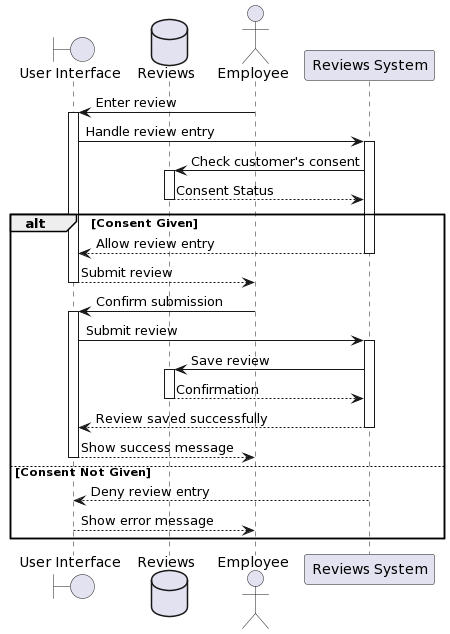 User Interface Reviews Employee Reviews System
Enter review
Handle review entry
Check customer's consent
Consent Status
alt [Consent Given]
Allow review entry
Submit review
Confirm submission
Submit review
Save review
Confirmation
Review saved successfully
Show success message
[Consent Not Given]
Deny review entry
Show error message
User Interface Reviews Employee Reviews System